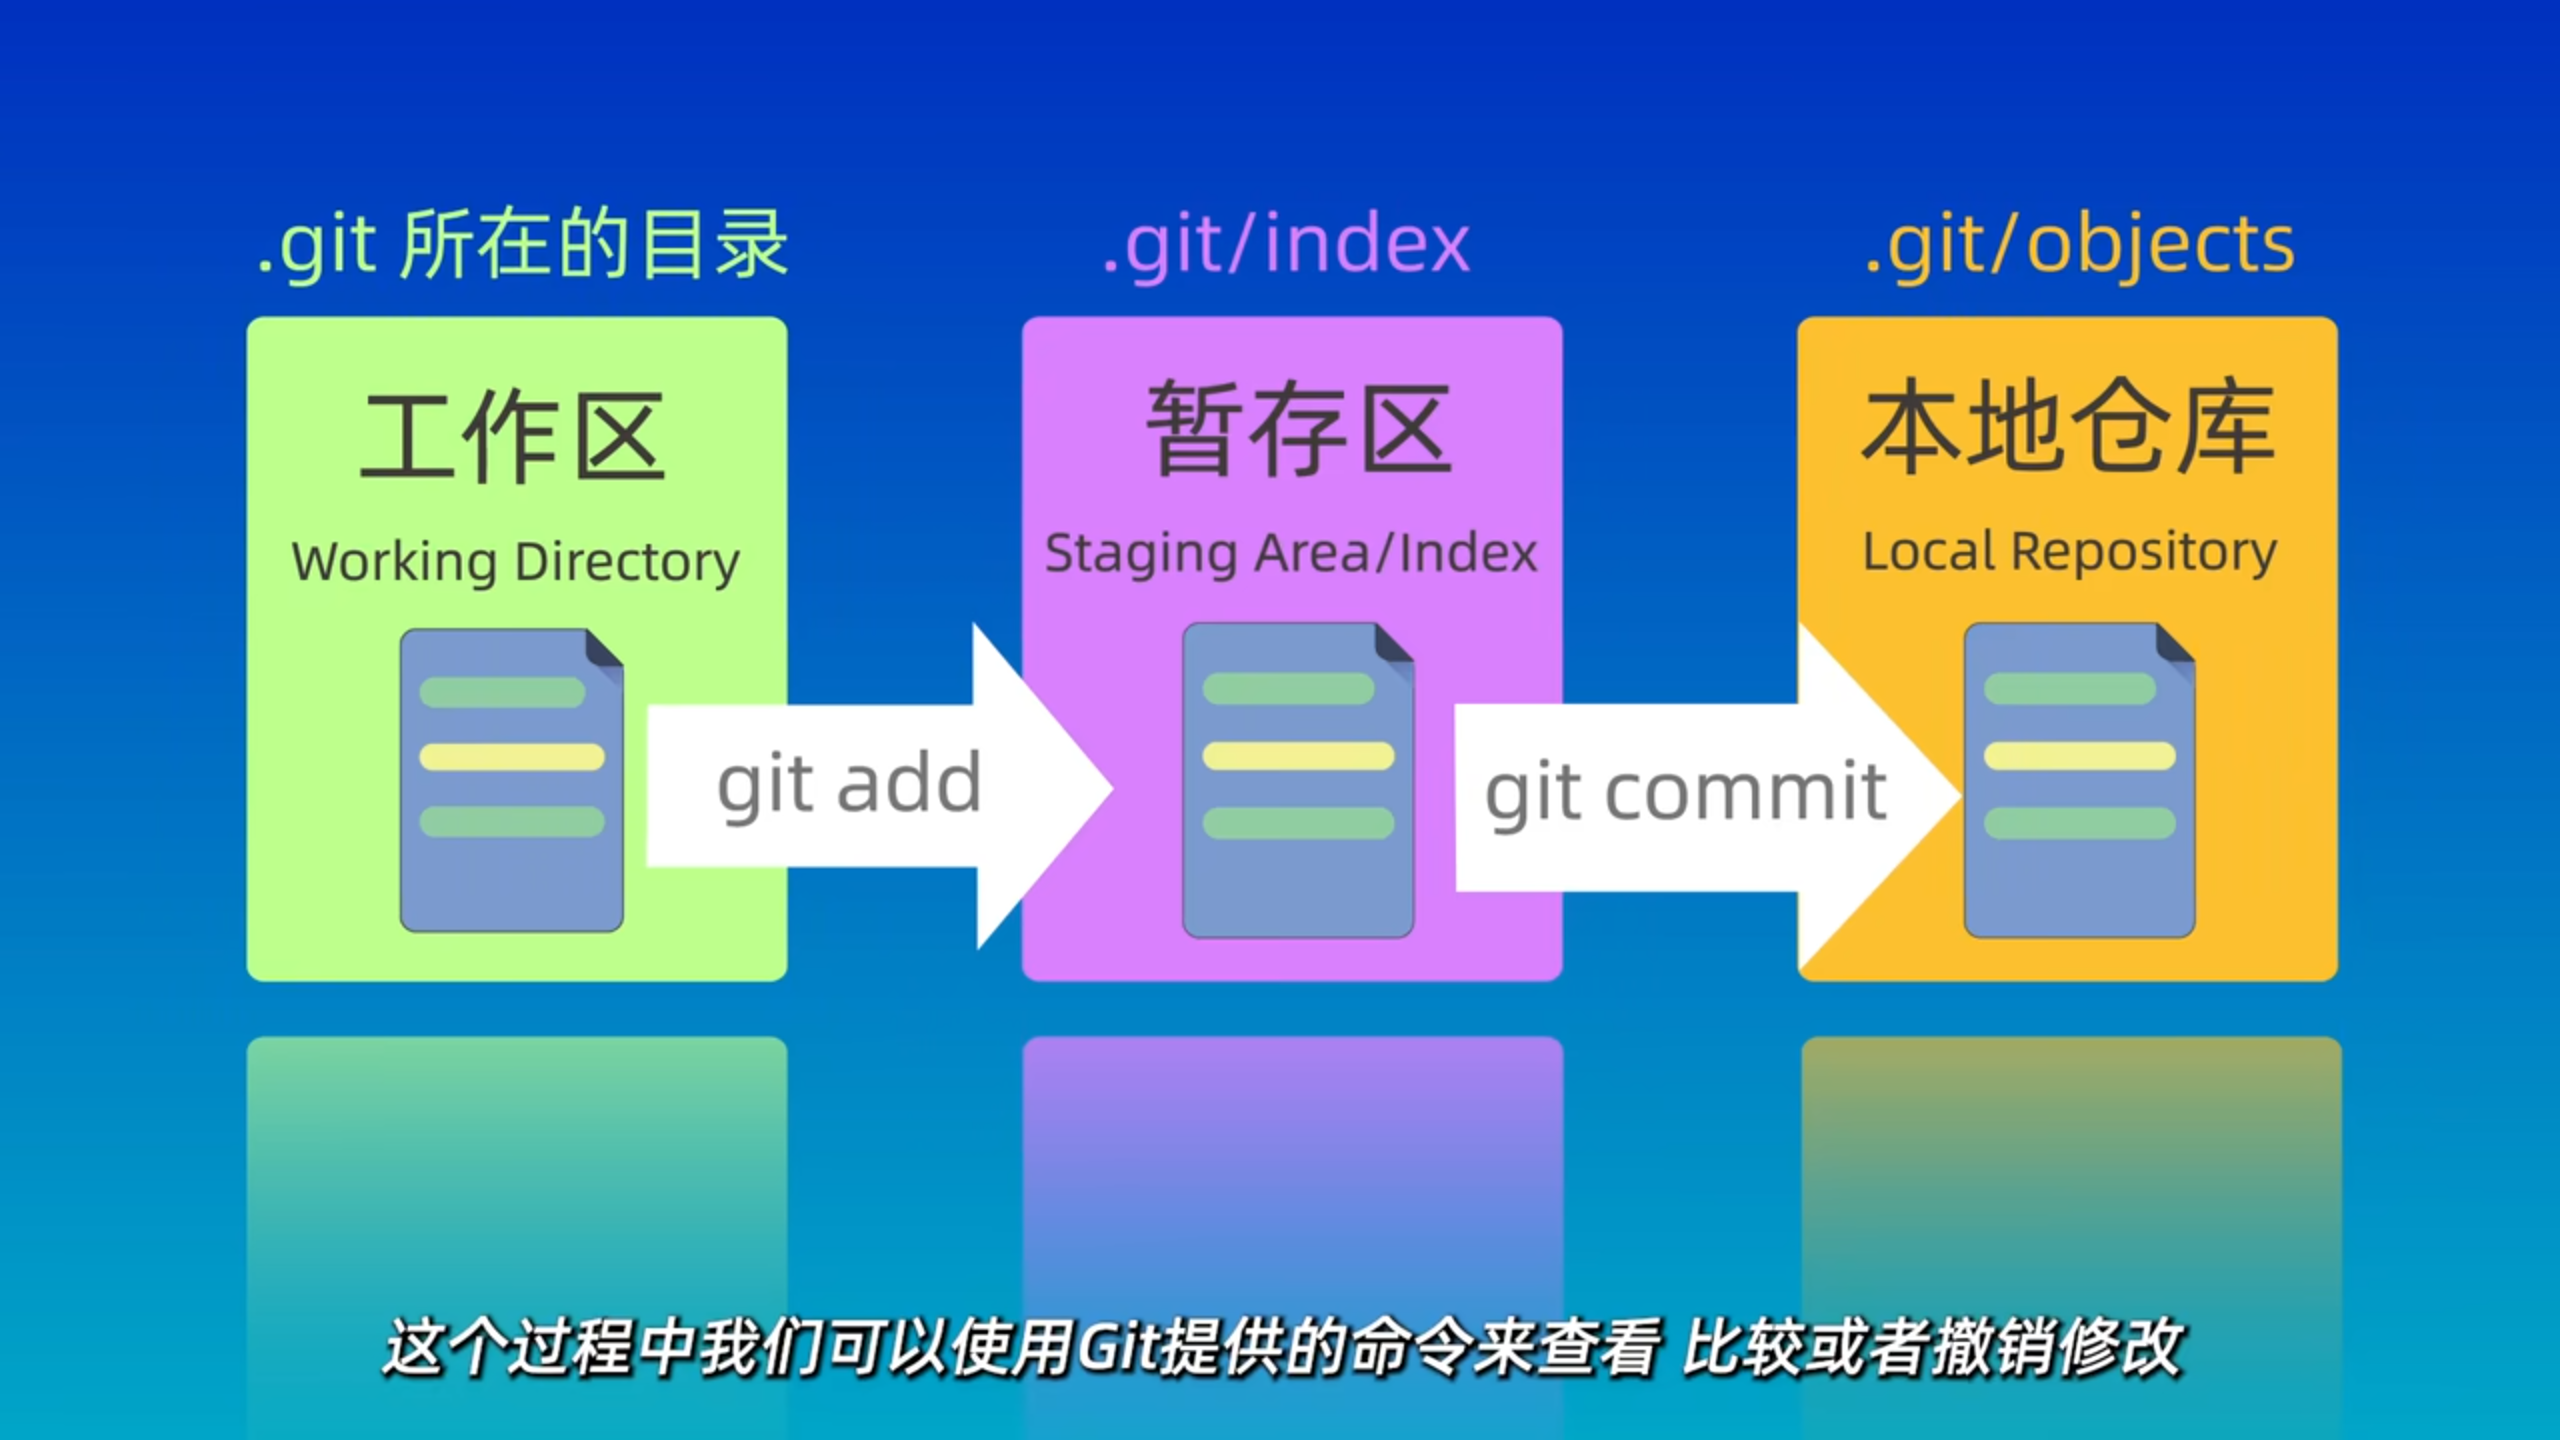 .git 所在的目录
.git/index
.git/objects
工作区
Working Directory
暂存区
Staging Area/Index
本地仓库
Local Repository
git add
git commit
这个过程中我们可以使用Git提供的命令来查看 比较或者撤销修改